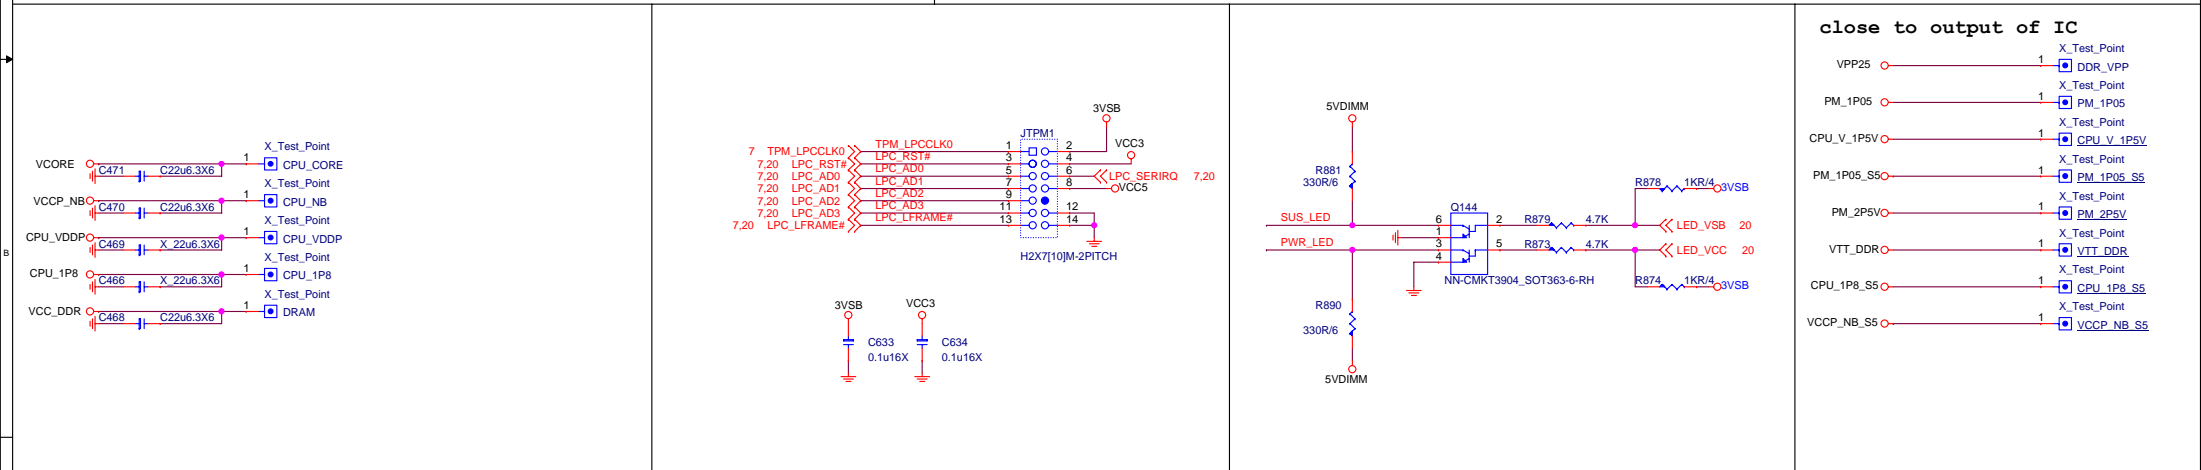 B
X_Test_Point
VCORE
1
CPU_CORE
C471
C22u6.3X6
X_Test_Point
VCCP_NB
1
CPU_NB
C470
C22u6.3X6
X_Test_Point
CPU_VDDP
1
CPU_VDDP
C469
X_22u6.3X6
X_Test_Point
CPU_1P8
1
CPU_1P8
C466
X_22u6.3X6
X_Test_Point
VCC_DDR
1
DRAM
C468
C22u6.3X6
3VSB
JTPM1
VCC3
7 TPM_LPCCLK0 TPM_LPCCLK0 1 2
7,20 LPC_RST# LPC_RST# 3 4
7,20 LPC_AD0 LPC_AD0 5 6 LPC_SERIRQ 7,20
7,20 LPC_AD1 LPC_AD1 7 8 VCC5
7,20 LPC_AD2 LPC_AD2 9
7,20 LPC_AD3 LPC_AD3 11 12
7,20 LPC_LFRAME# LPC_LFRAME# 13 14
H2X7[10]M-2PITCH
3VSB VCC3
C633 C634
0.1u16X 0.1u16X
5VDIMM
R881
330R/6
R878 1KR/4 3VSB
Q144
SUS_LED 6 2 R879 4.7K LED_VSB 20
1
PWR_LED 3 5 R873 4.7K LED_VCC 20
4
NN-CMKT3904_SOT363-6-RH
R874 1KR/4 3VSB
R890
330R/6
5VDIMM
close to output of IC
X_Test_Point
VPP25 1 DDR_VPP
X_Test_Point
PM_1P05 1 PM_1P05
X_Test_Point
CPU_V_1P5V 1 CPU_V_1P5V
X_Test_Point
PM_1P05_S5 1 PM_1P05_S5
X_Test_Point
PM_2P5V 1 PM_2P5V
X_Test_Point
VTT_DDR 1 VTT_DDR
X_Test_Point
CPU_1P8_S5 1 CPU_1P8_S5
X_Test_Point
VCCP_NB_S5 1 VCCP_NB_S5